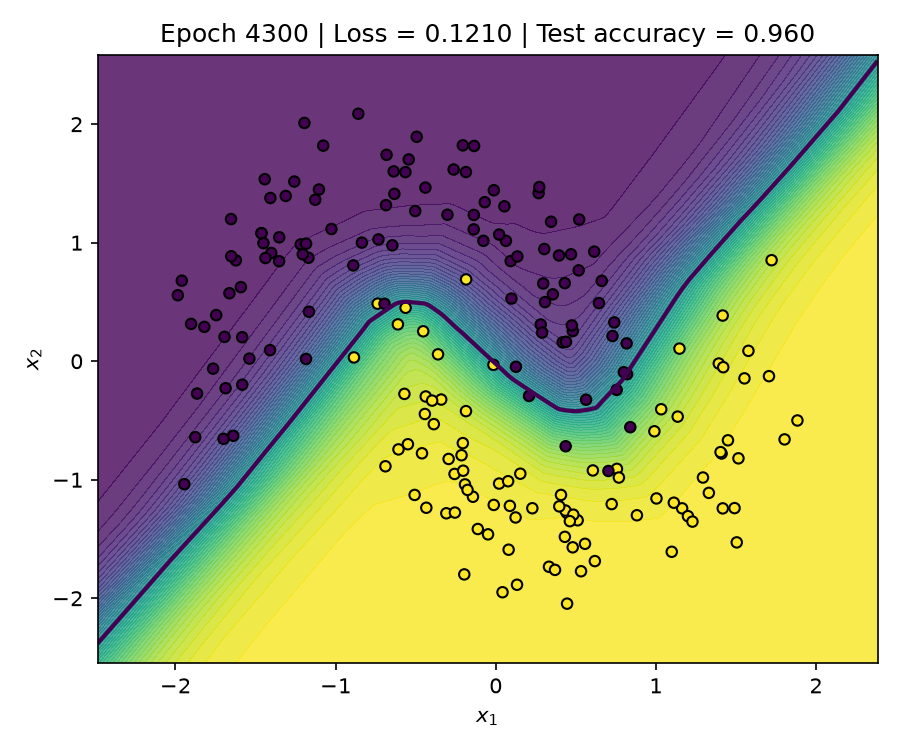 Epoch 4300 | Loss = 0.1210 | Test accuracy = 0.960
2
1
0
−1
−2
x₂
−2 −1 0 1 2
x₁